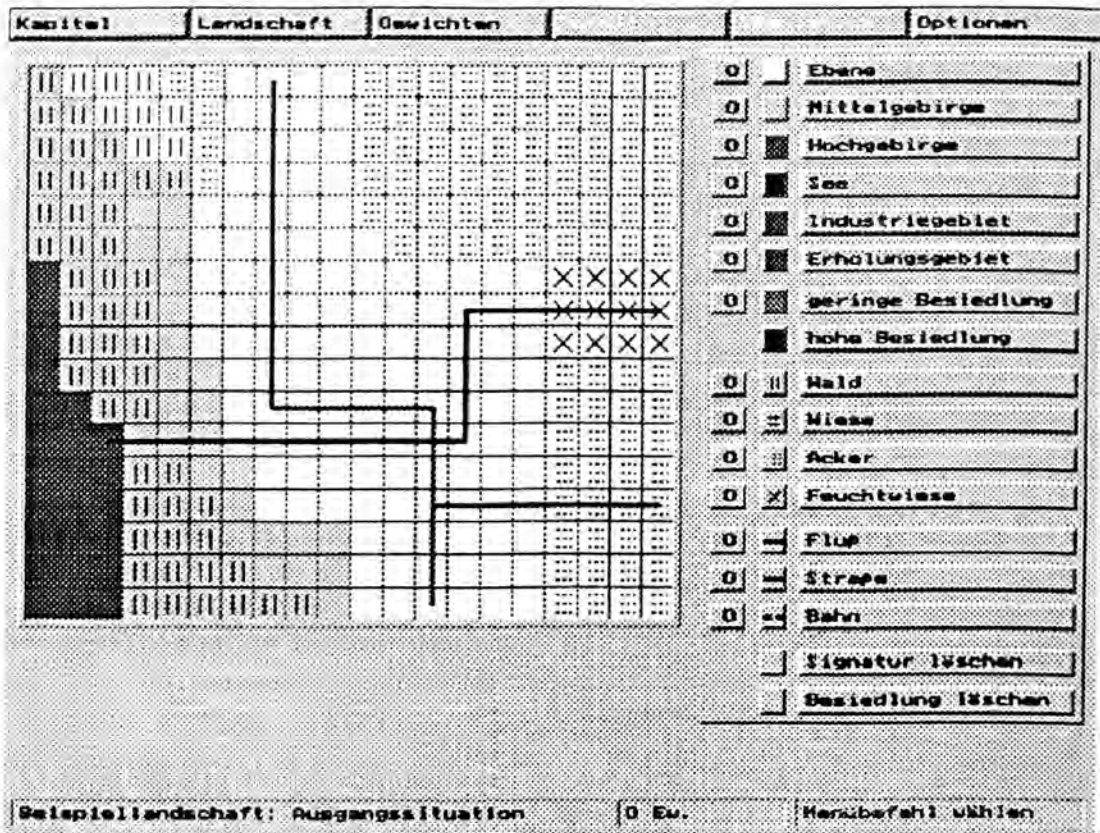 Kapitel Landschaft Gewichten Optionen
0 Ebene
0 Mittelgebirge
0 Hochgebirge
0 See
0 Industriegebiet
0 Erholungsgebiet
0 geringe Besiedlung
hohe Besiedlung
0 Wald
0 Wiese
0 Acker
0 Feuchtwiese
0 Fluß
0 Straße
0 Bahn
Signatur löschen
Besiedlung löschen
Beispiellandschaft: Ausgangssituation 0 Ew. Menübefehl wählen